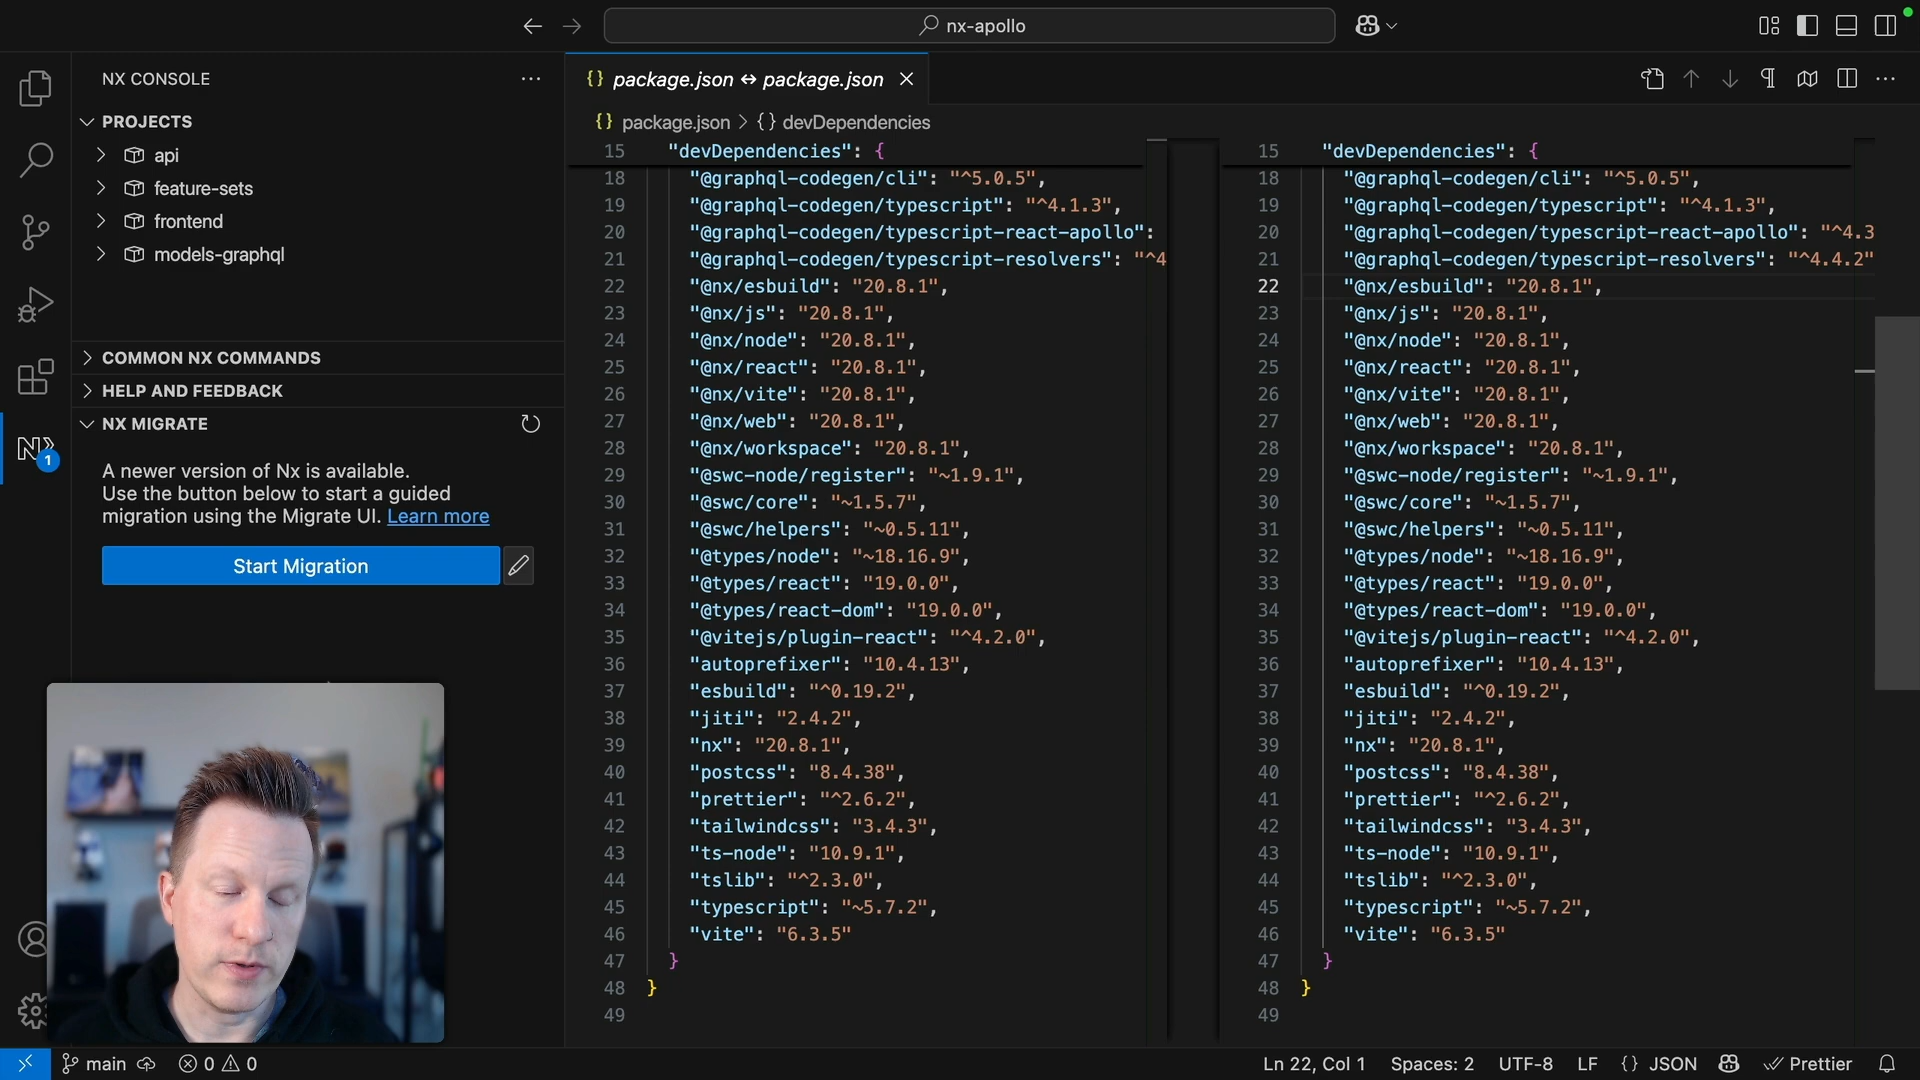 nx-apollo
NX CONSOLE
PROJECTS
api
feature-sets
frontend
models-graphql
COMMON NX COMMANDS
HELP AND FEEDBACK
NX MIGRATE
A newer version of Nx is available.
Use the button below to start a guided
migration using the Migrate UI. Learn more
Start Migration
1
package.json ↔ package.json
package.json > {} devDependencies
15 "devDependencies": {
18 "@graphql-codegen/cli": "^5.0.5",
19 "@graphql-codegen/typescript": "^4.1.3",
20 "@graphql-codegen/typescript-react-apollo":
21 "@graphql-codegen/typescript-resolvers": "^4
22 "@nx/esbuild": "20.8.1",
23 "@nx/js": "20.8.1",
24 "@nx/node": "20.8.1",
25 "@nx/react": "20.8.1",
26 "@nx/vite": "20.8.1",
27 "@nx/web": "20.8.1",
28 "@nx/workspace": "20.8.1",
29 "@swc-node/register": "~1.9.1",
30 "@swc/core": "~1.5.7",
31 "@swc/helpers": "~0.5.11",
32 "@types/node": "~18.16.9",
33 "@types/react": "19.0.0",
34 "@types/react-dom": "19.0.0",
35 "@vitejs/plugin-react": "^4.2.0",
36 "autoprefixer": "10.4.13",
37 "esbuild": "^0.19.2",
38 "jiti": "2.4.2",
39 "nx": "20.8.1",
40 "postcss": "8.4.38",
41 "prettier": "^2.6.2",
42 "tailwindcss": "3.4.3",
43 "ts-node": "10.9.1",
44 "tslib": "^2.3.0",
45 "typescript": "~5.7.2",
46 "vite": "6.3.5"
47 }
48 }
49
15 "devDependencies": {
18 "@graphql-codegen/cli": "^5.0.5",
19 "@graphql-codegen/typescript": "^4.1.3",
20 "@graphql-codegen/typescript-react-apollo": "^4.3
21 "@graphql-codegen/typescript-resolvers": "^4.4.2"
22 "@nx/esbuild": "20.8.1",
23 "@nx/js": "20.8.1",
24 "@nx/node": "20.8.1",
25 "@nx/react": "20.8.1",
26 "@nx/vite": "20.8.1",
27 "@nx/web": "20.8.1",
28 "@nx/workspace": "20.8.1",
29 "@swc-node/register": "~1.9.1",
30 "@swc/core": "~1.5.7",
31 "@swc/helpers": "~0.5.11",
32 "@types/node": "~18.16.9",
33 "@types/react": "19.0.0",
34 "@types/react-dom": "19.0.0",
35 "@vitejs/plugin-react": "^4.2.0",
36 "autoprefixer": "10.4.13",
37 "esbuild": "^0.19.2",
38 "jiti": "2.4.2",
39 "nx": "20.8.1",
40 "postcss": "8.4.38",
41 "prettier": "^2.6.2",
42 "tailwindcss": "3.4.3",
43 "ts-node": "10.9.1",
44 "tslib": "^2.3.0",
45 "typescript": "~5.7.2",
46 "vite": "6.3.5"
47 }
48 }
49
main 0 0 Ln 22, Col 1 Spaces: 2 UTF-8 LF {} JSON Prettier